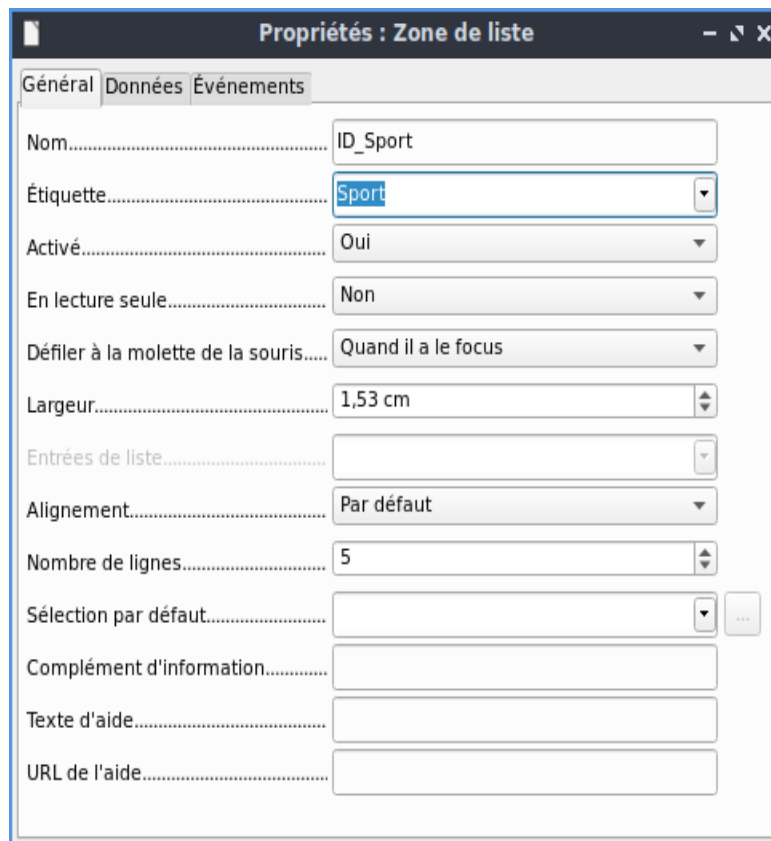 Propriétés : Zone de liste
Général Données Événements
Nom.................................................... ID_Sport
Étiquette............................................ Sport
Activé................................................. Oui
En lecture seule................................ Non
Défiler à la molette de la souris..... Quand il a le focus
Largeur............................................... 1,53 cm
Entrées de liste.................................
Alignement........................................ Par défaut
Nombre de lignes............................. 5
Sélection par défaut........................ ...
Complément d'information.............
Texte d'aide.......................................
URL de l'aide.....................................